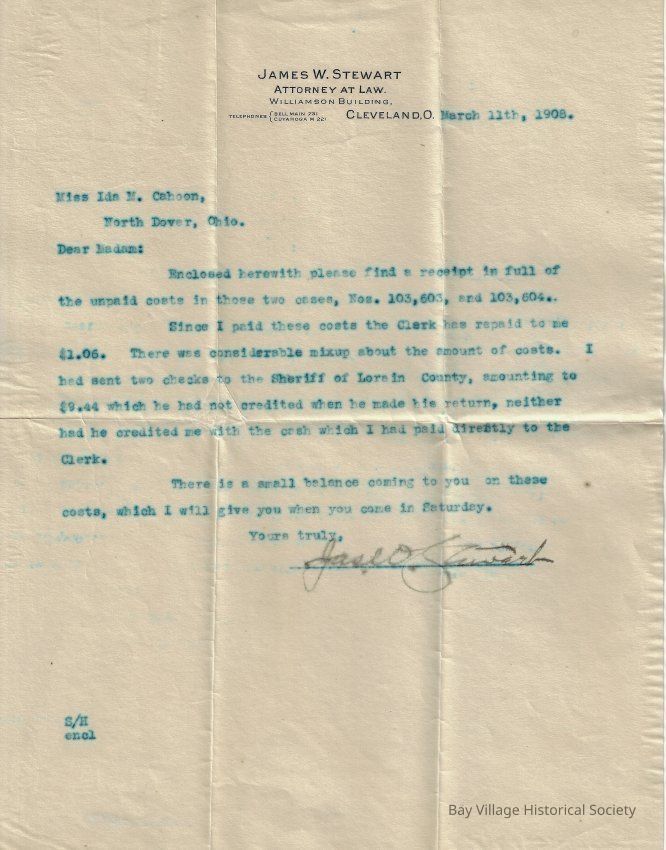 JAMES W. STEWART
ATTORNEY AT LAW.
WILLIAMSON BUILDING,
TELEPHONES { BELL MAIN 231
CUYAHOGA M 221
CLEVELAND, O. March 11th, 1908.
Miss Ida M. Cahoon,
North Dover, Ohio.
Dear Madam:
Enclosed herewith please find a receipt in full of
the unpaid costs in those two cases, Nos. 103,603, and 103,604..
Since I paid these costs the Clerk has repaid to me
$1.06. There was considerable mixup about the amount of costs. I
had sent two checks to the Sheriff of Lorain County, amounting to
$9.44 which he had not credited when he made his return, neither
had he credited me with the cash which I had paid directly to the
Clerk.
There is a small balance coming to you on these
costs, which I will give you when you come in Saturday.
Yours truly,
Jas. W. Stewart
S/H
encl
Bay Village Historical Society